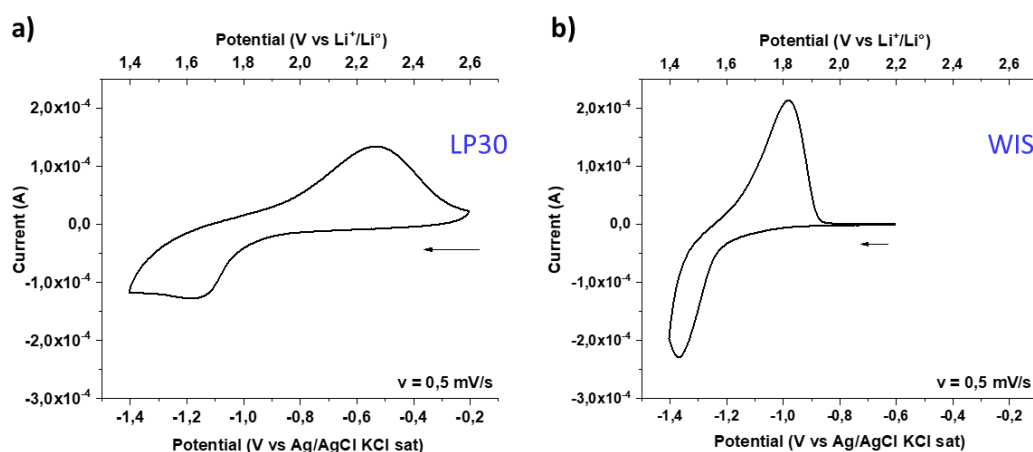 a)
Potential (V vs Li⁺/Li°)
1,4 1,6 1,8 2,0 2,2 2,4 2,6
2,0x10⁻⁴
1,0x10⁻⁴
0,0
-1,0x10⁻⁴
-2,0x10⁻⁴
-3,0x10⁻⁴
Current (A)
LP30
v = 0,5 mV/s
-1,4 -1,2 -1,0 -0,8 -0,6 -0,4 -0,2
Potential (V vs Ag/AgCl KCl sat)
b)
Potential (V vs Li⁺/Li°)
1,4 1,6 1,8 2,0 2,2 2,4 2,6
2,0x10⁻⁴
1,0x10⁻⁴
0,0
-1,0x10⁻⁴
-2,0x10⁻⁴
-3,0x10⁻⁴
Current (A)
WIS
v = 0,5 mV/s
-1,4 -1,2 -1,0 -0,8 -0,6 -0,4 -0,2
Potential (V vs Ag/AgCl KCl sat)